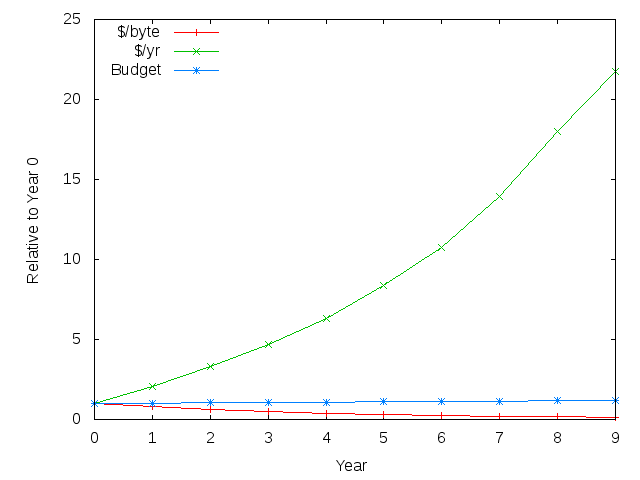 25
20
15
10
5
0
$/byte
$/yr
Budget
Relative to Year 0
0 1 2 3 4 5 6 7 8 9
Year